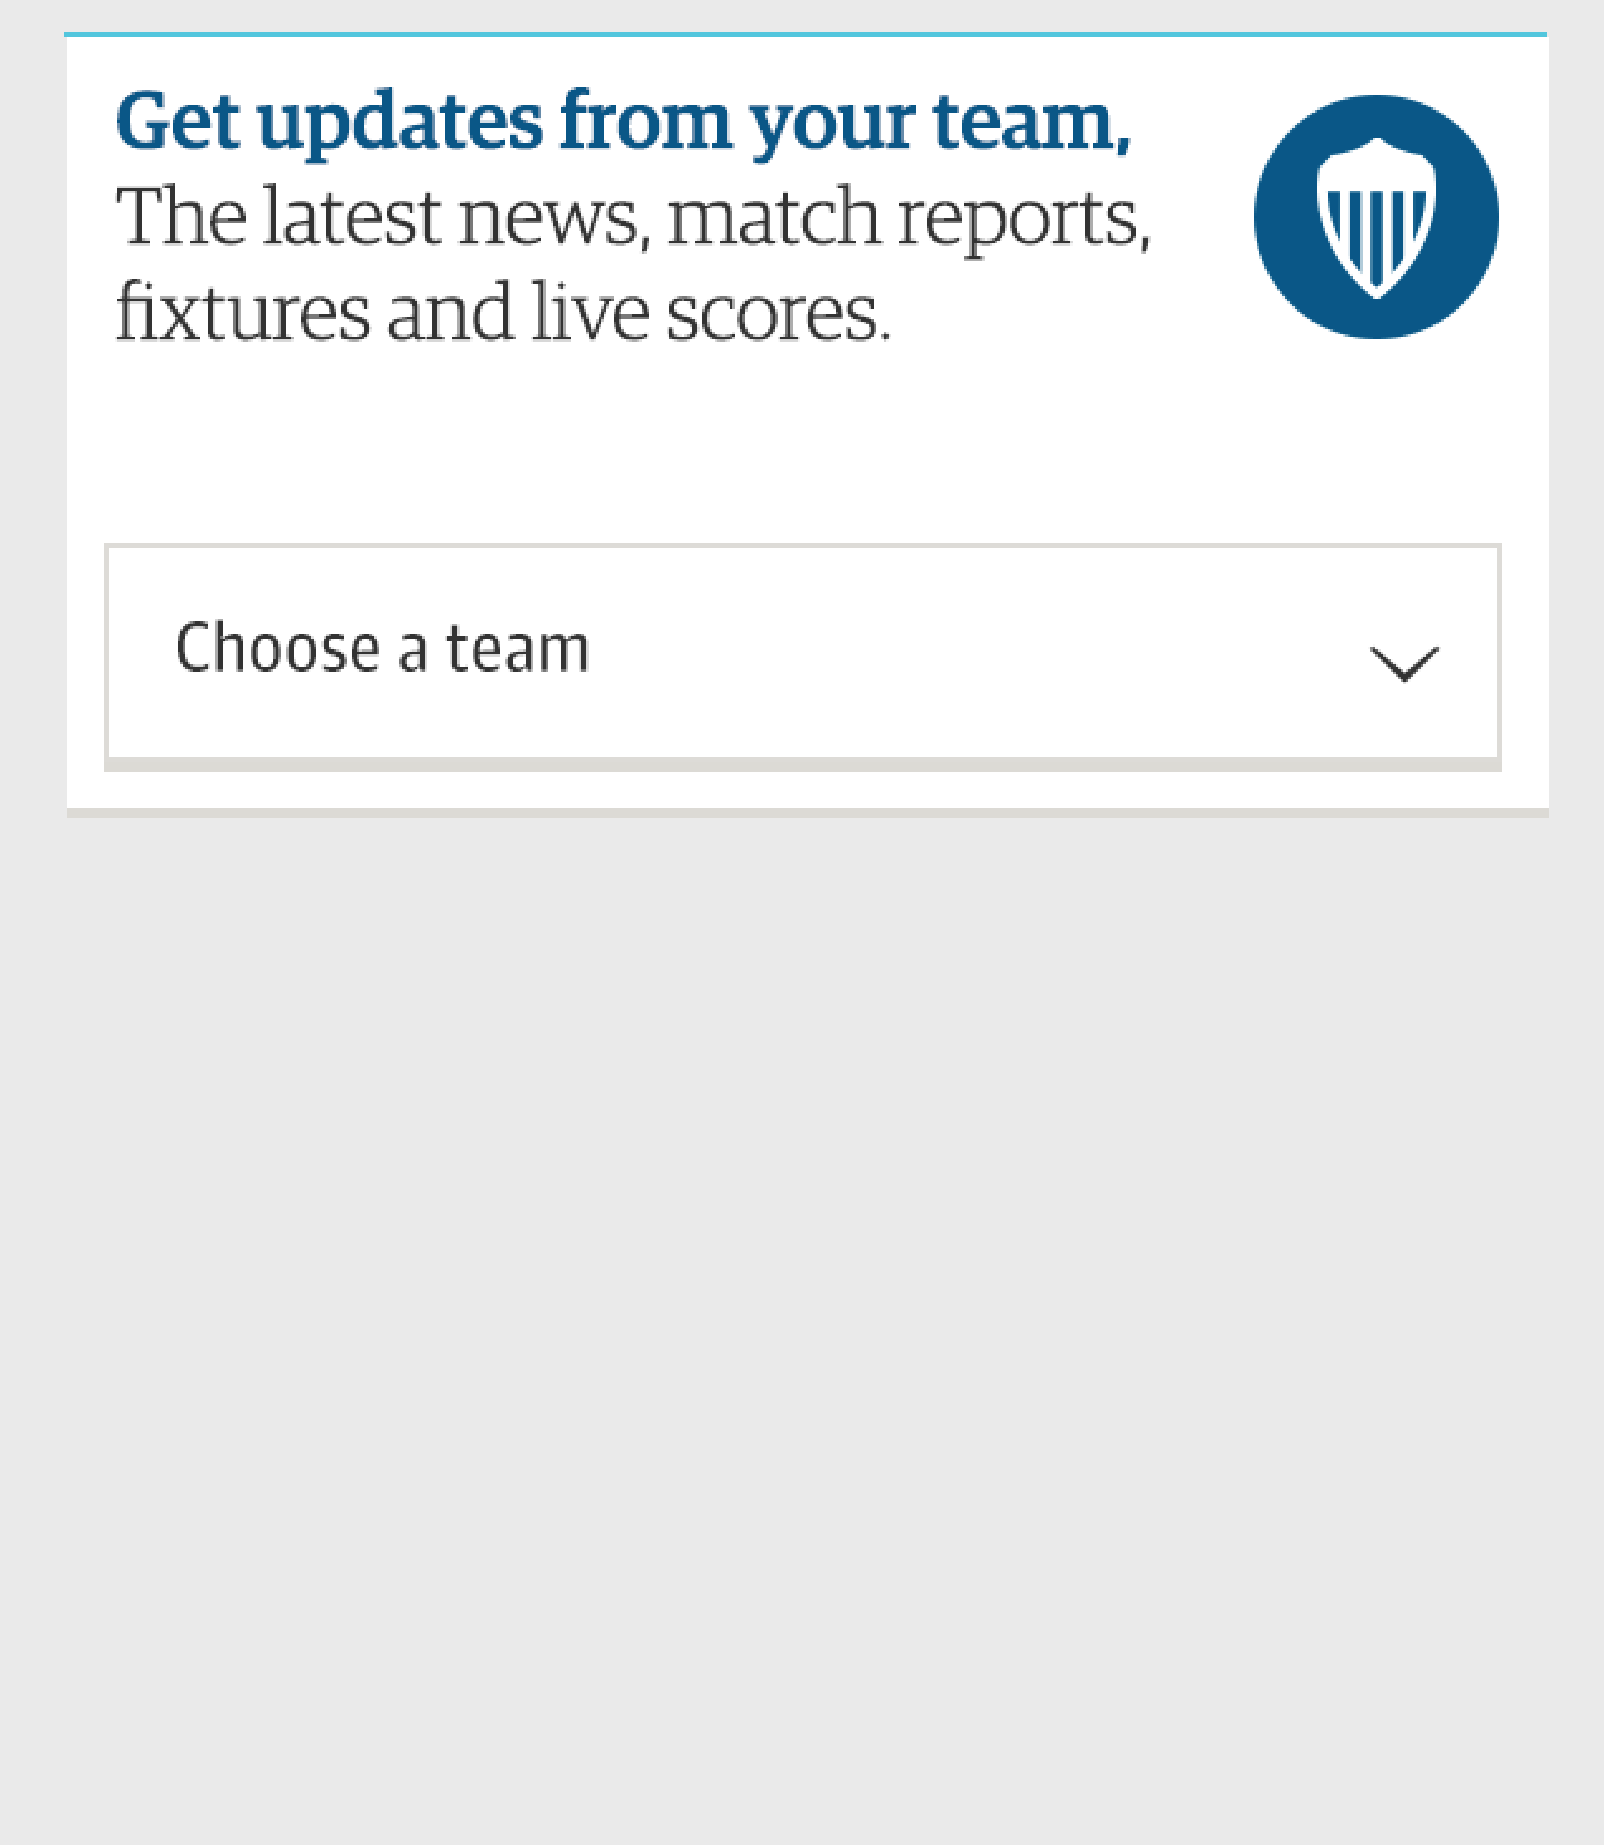 Get updates from your team,
The latest news, match reports,
fixtures and live scores.
Choose a team